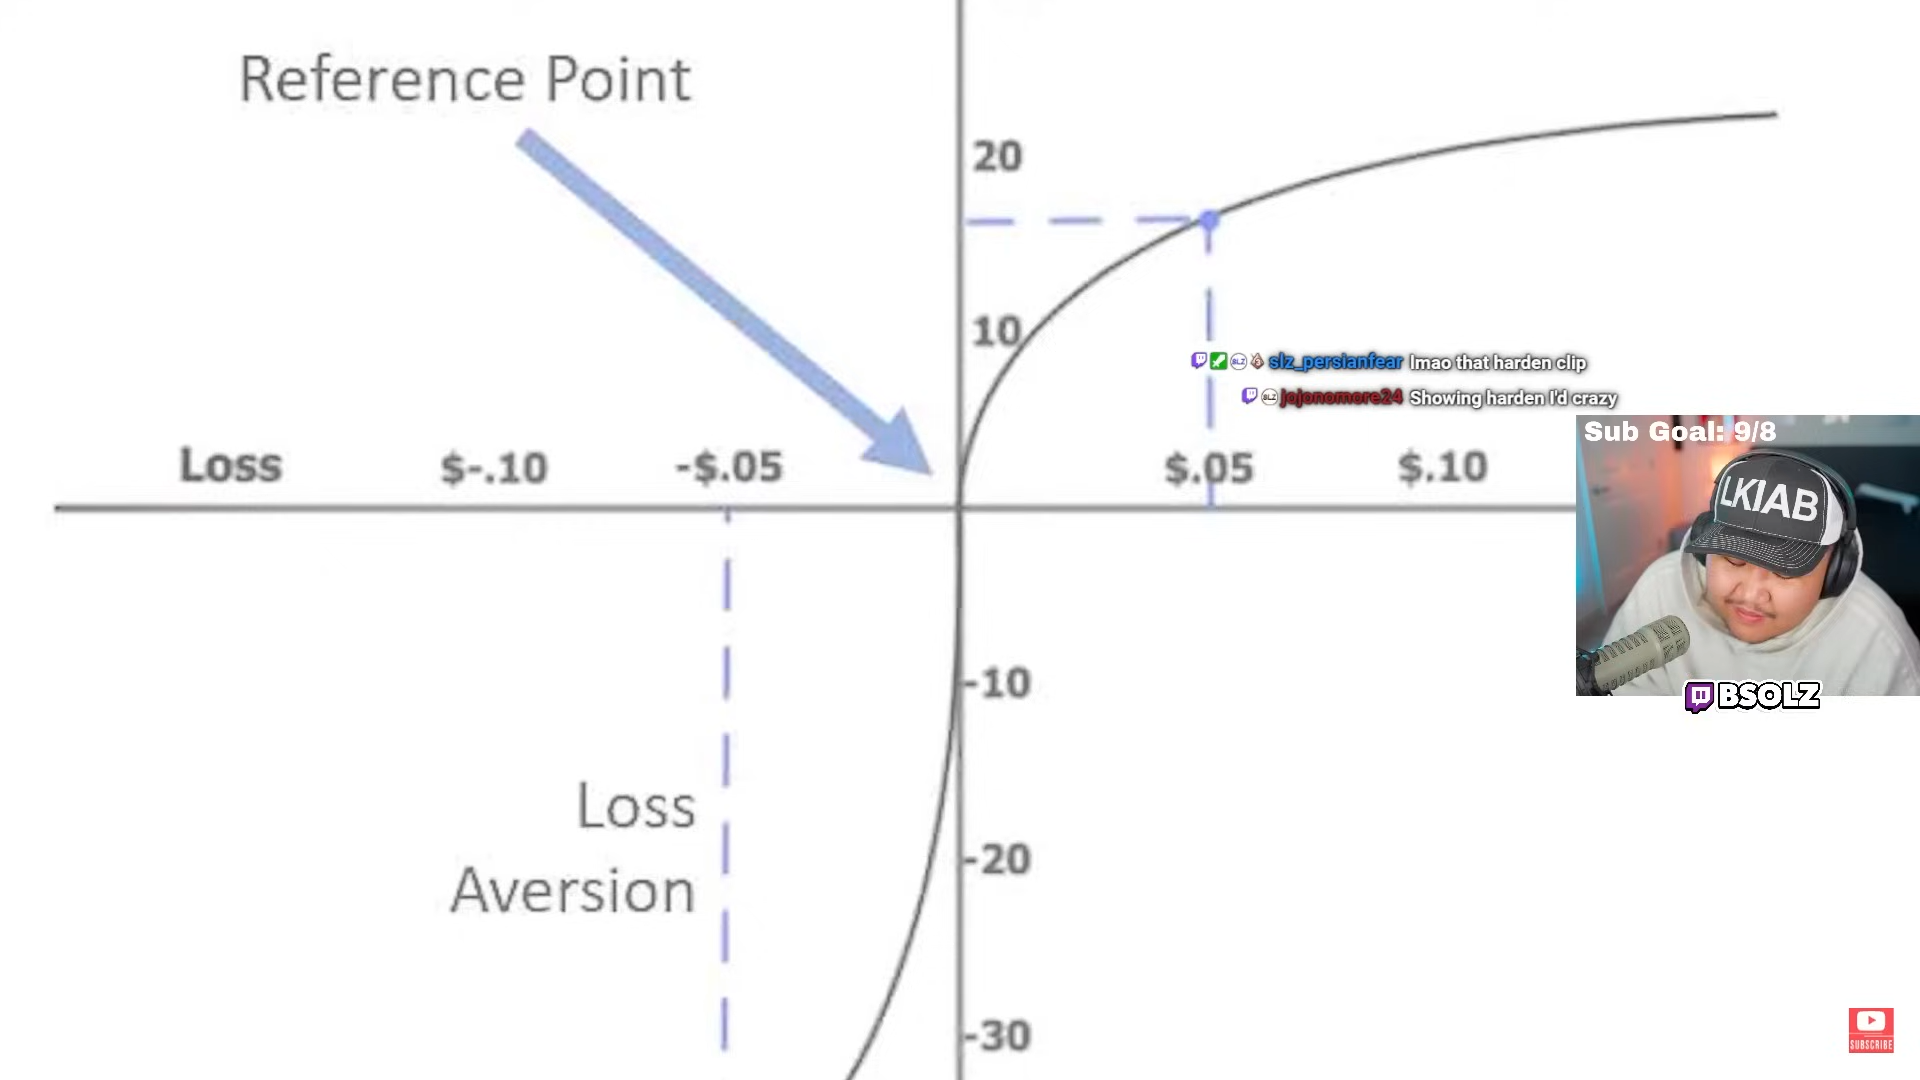 Reference Point
20
10
slz_persianfear lmao that harden clip
jojonomore24 Showing harden I'd crazy
Sub Goal: 9/8
LKIAB
Loss $-.10 -$.05 $.05 $.10
-10
BSOLZ
Loss
Aversion
-20
-30
SUBSCRIBE